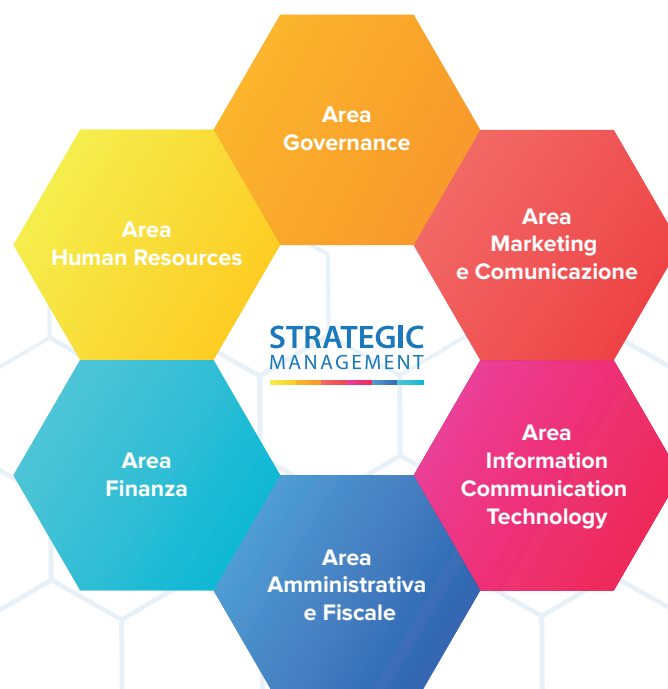 Area
Governance
Area
Human Resources
Area
Marketing
e Comunicazione
STRATEGIC
MANAGEMENT
Area
Finanza
Area
Information
Communication
Technology
Area
Amministrativa
e Fiscale